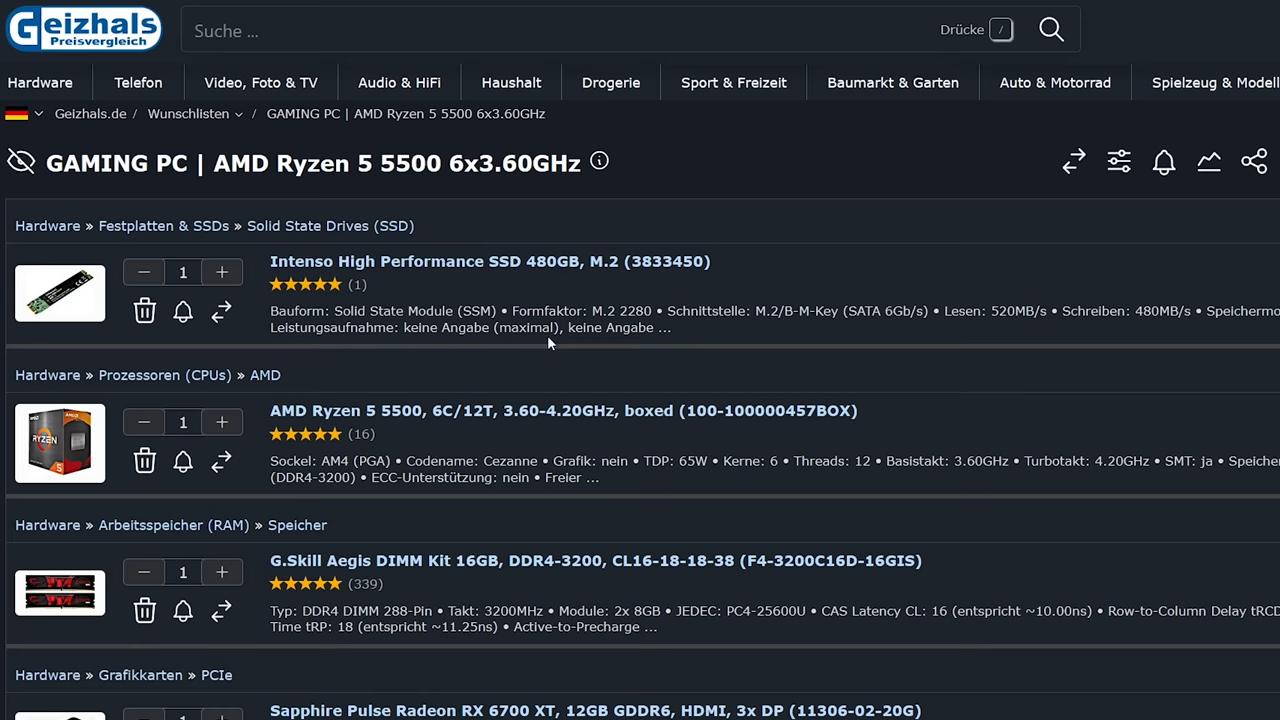 Geizhals
Preisvergleich
Suche ...
Drücke /
Hardware
Telefon
Video, Foto & TV
Audio & HiFi
Haushalt
Drogerie
Sport & Freizeit
Baumarkt & Garten
Auto & Motorrad
Spielzeug & Modell
Geizhals.de / Wunschlisten / GAMING PC | AMD Ryzen 5 5500 6x3.60GHz
GAMING PC | AMD Ryzen 5 5500 6x3.60GHz
Hardware » Festplatten & SSDs » Solid State Drives (SSD)
1
Intenso High Performance SSD 480GB, M.2 (3833450)
(1)
Bauform: Solid State Module (SSM) • Formfaktor: M.2 2280 • Schnittstelle: M.2/B-M-Key (SATA 6Gb/s) • Lesen: 520MB/s • Schreiben: 480MB/s • Speichermo
Leistungsaufnahme: keine Angabe (maximal), keine Angabe ...
Hardware » Prozessoren (CPUs) » AMD
RYZEN
5
1
AMD Ryzen 5 5500, 6C/12T, 3.60-4.20GHz, boxed (100-100000457BOX)
(16)
Sockel: AM4 (PGA) • Codename: Cezanne • Grafik: nein • TDP: 65W • Kerne: 6 • Threads: 12 • Basistakt: 3.60GHz • Turbotakt: 4.20GHz • SMT: ja • Speicher
(DDR4-3200) • ECC-Unterstützung: nein • Freier ...
Hardware » Arbeitsspeicher (RAM) » Speicher
1
G.Skill Aegis DIMM Kit 16GB, DDR4-3200, CL16-18-18-38 (F4-3200C16D-16GIS)
(339)
Typ: DDR4 DIMM 288-Pin • Takt: 3200MHz • Module: 2x 8GB • JEDEC: PC4-25600U • CAS Latency CL: 16 (entspricht ~10.00ns) • Row-to-Column Delay tRCD
Time tRP: 18 (entspricht ~11.25ns) • Active-to-Precharge ...
Hardware » Grafikkarten » PCIe
1
Sapphire Pulse Radeon RX 6700 XT, 12GB GDDR6, HDMI, 3x DP (11306-02-20G)